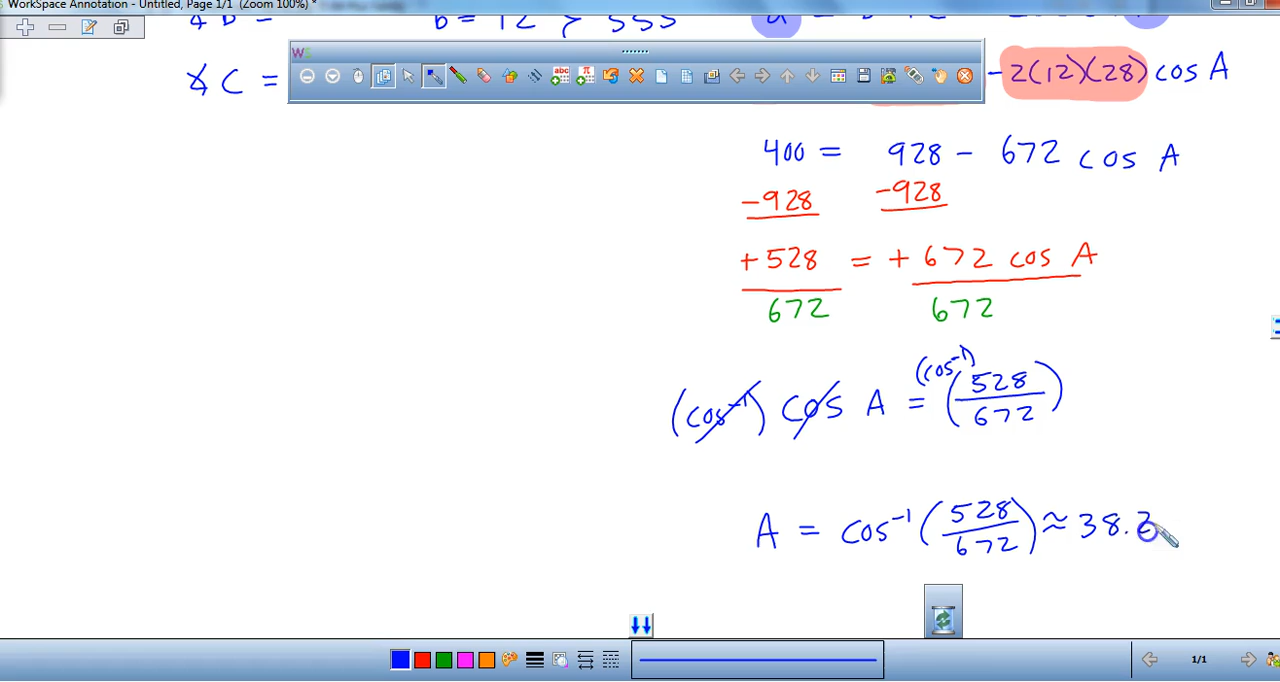 WorkSpace Annotation - Untitled, Page 1/1 (Zoom 100%) *
b = 12 } SSS
∡ C =
- 2(12)(28) cos A
400 = 928 - 672 cos A
-928 -928
+528 = +672 cos A
672 672
(cos⁻¹) cos A = (cos⁻¹) (528/672)
A = cos⁻¹ (528/672) ≈ 38.2
1/1